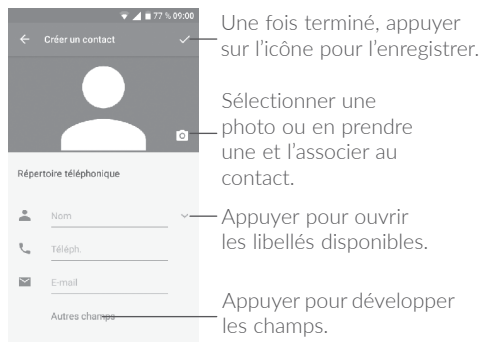 77 % 09:00
Créer un contact
Une fois terminé, appuyer
sur l'icône pour l'enregistrer.
Sélectionner une
photo ou en prendre
une et l'associer au
contact.
Répertoire téléphonique
Nom
Appuyer pour ouvrir
les libellés disponibles.
Téléph.
E-mail
Autres champs
Appuyer pour développer
les champs.